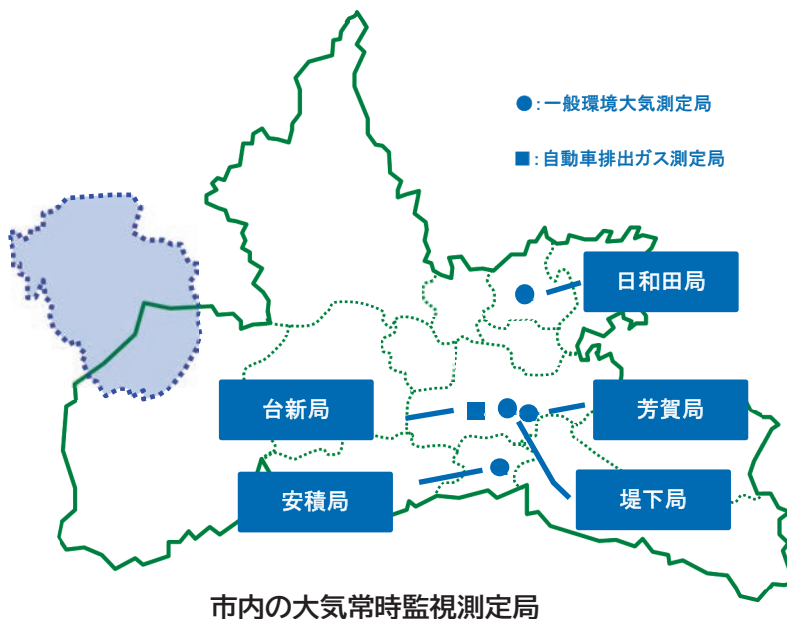 ●:一般環境大気測定局
■:自動車排出ガス測定局
日和田局
台新局
芳賀局
安積局
堤下局
市内の大気常時監視測定局